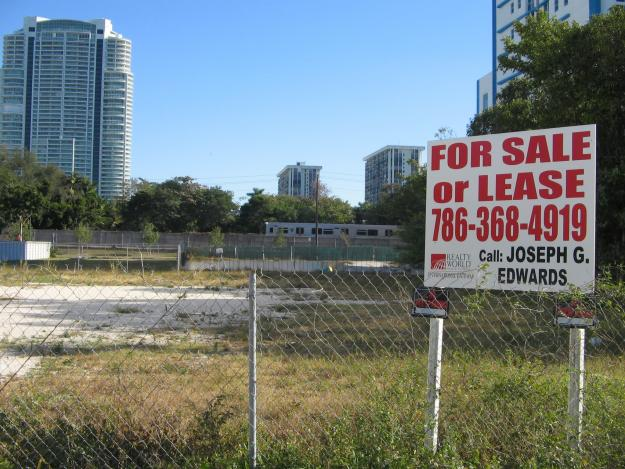 FOR SALE
or LEASE
786-368-4919
REALTY
WORLD
Call: JOSEPH G.
EDWARDS